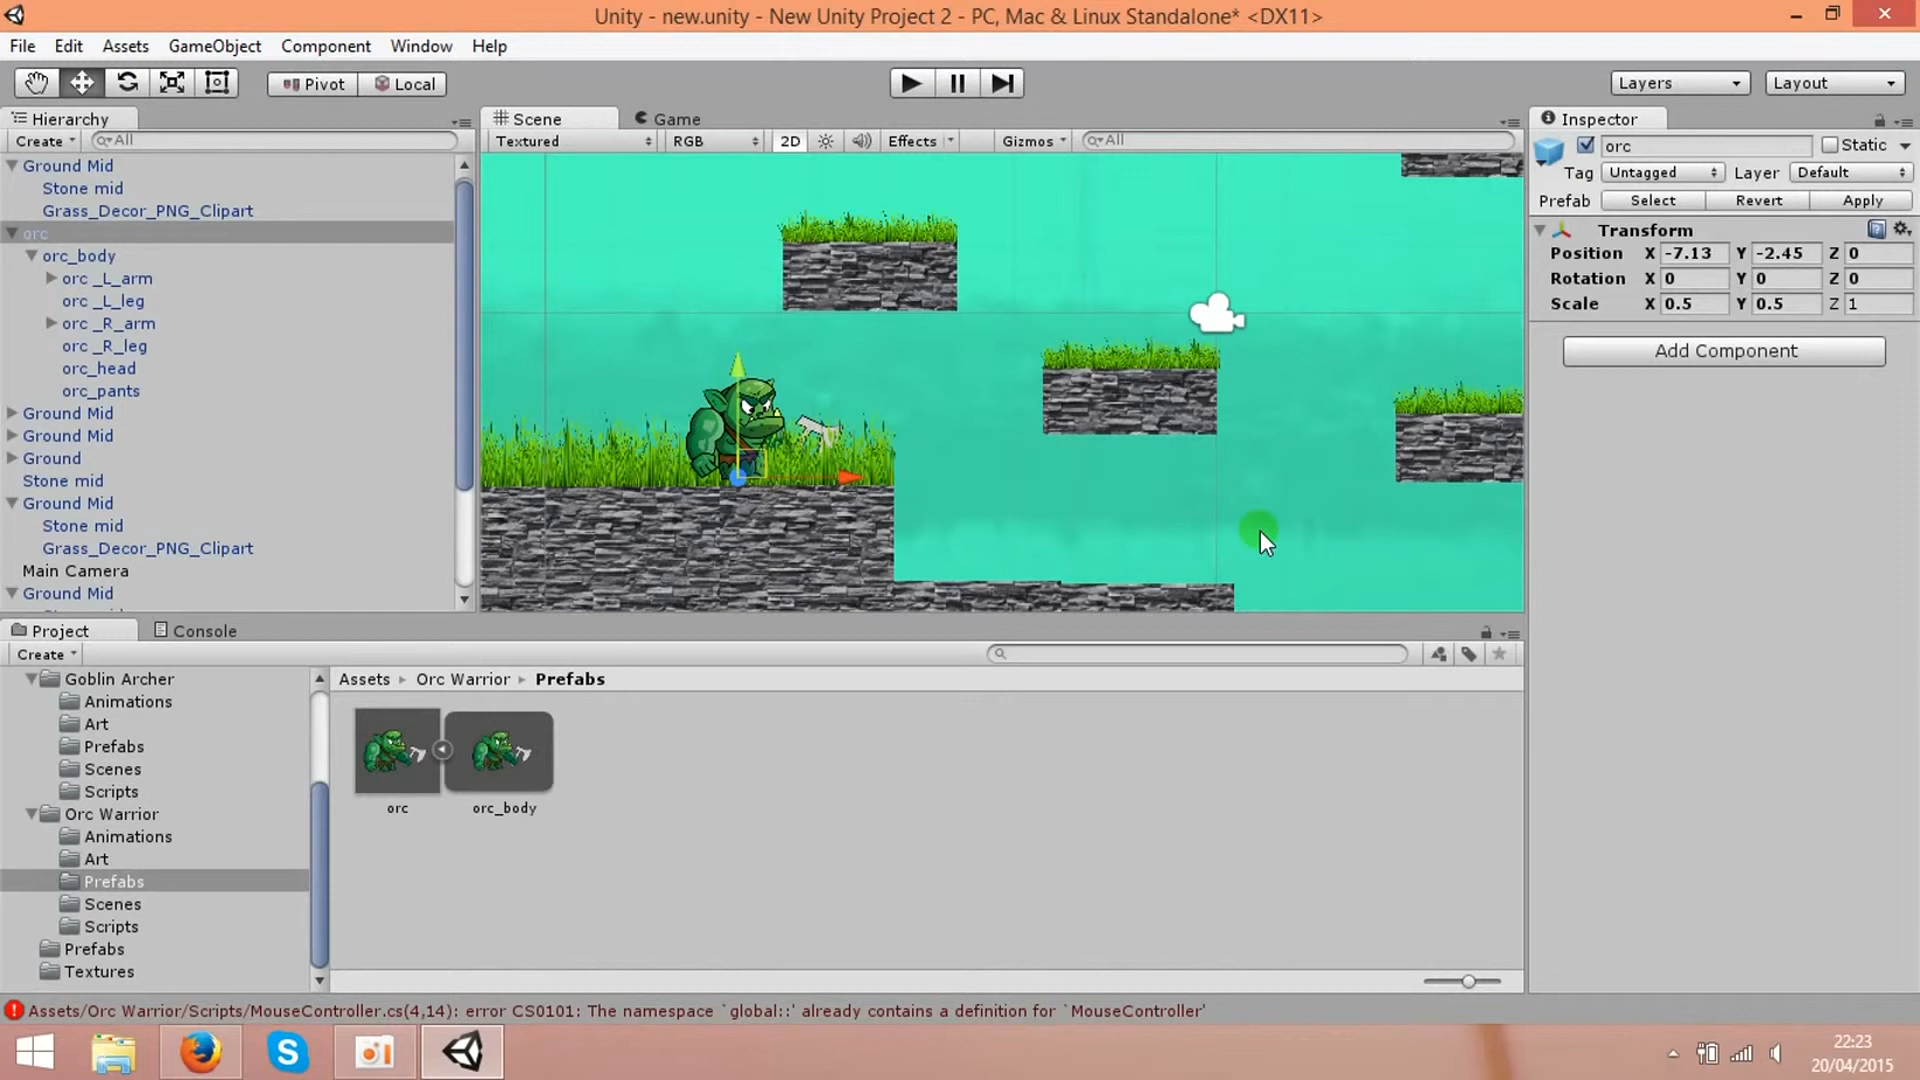 Unity - new.unity - New Unity Project 2 - PC, Mac & Linux Standalone* <DX11>
File Edit Assets GameObject Component Window Help
Pivot Local Layers Layout
Hierarchy
Create All
Ground Mid
Stone mid
Grass_Decor_PNG_Clipart
orc
orc_body
orc _L_arm
orc _L_leg
orc _R_arm
orc _R_leg
orc_head
orc_pants
Ground Mid
Ground Mid
Ground
Stone mid
Ground Mid
Stone mid
Grass_Decor_PNG_Clipart
Main Camera
Ground Mid
Scene Game
Textured RGB 2D Effects Gizmos All
Inspector
orc Static
Tag Untagged Layer Default
Prefab Select Revert Apply
Transform
Position X -7.13 Y -2.45 Z 0
Rotation X 0 Y 0 Z 0
Scale X 0.5 Y 0.5 Z 1
Add Component
Project Console
Create
Goblin Archer
Animations
Art
Prefabs
Scenes
Scripts
Orc Warrior
Animations
Art
Prefabs
Scenes
Scripts
Prefabs
Textures
Assets Orc Warrior Prefabs
orc orc_body
Assets/Orc Warrior/Scripts/MouseController.cs(4,14): error CS0101: The namespace `global::' already contains a definition for `MouseController'
22:23
20/04/2015